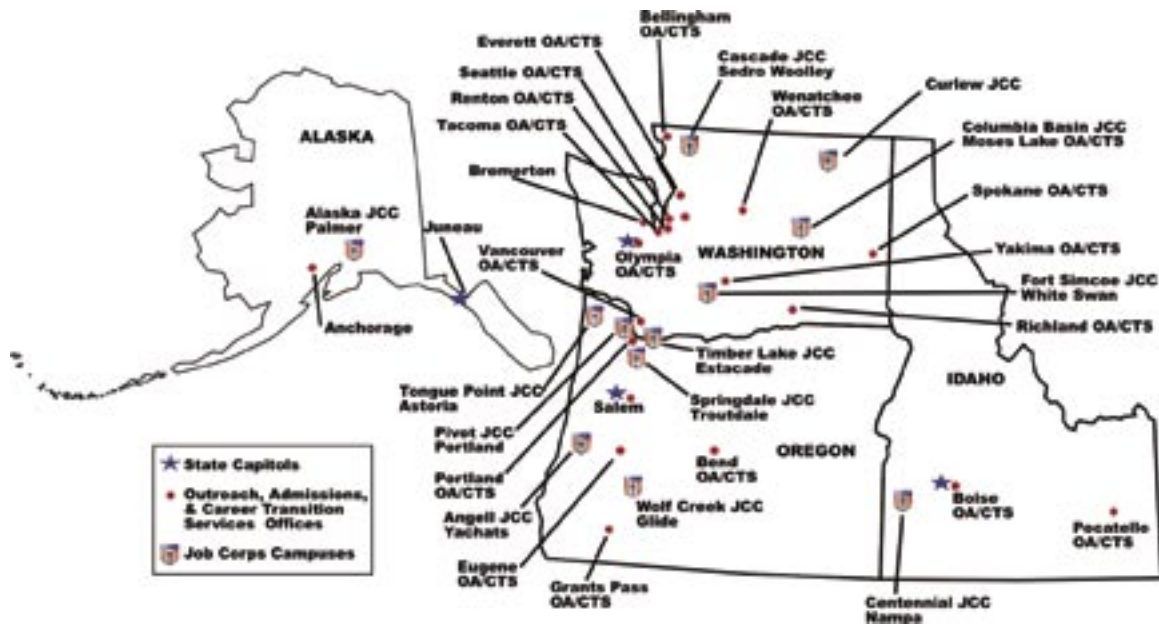 Bellingham
OA/CTS
Everett OA/CTS
Cascade JCC
Sedro Woolley
Seattle OA/CTS
Curlew JCC
Renton OA/CTS
Wenatchee
OA/CTS
Tacoma OA/CTS
Columbia Basin JCC
Moses Lake OA/CTS
ALASKA
Bremerton
Spokane OA/CTS
Alaska JCC
Palmer
Juneau
Vancouver
OA/CTS
Olympia
OA/CTS
WASHINGTON
Yakima OA/CTS
Fort Simcoe JCC
White Swan
Anchorage
Richland OA/CTS
Timber Lake JCC
Estacade
IDAHO
Tongue Point JCC
Astoria
Salem
Springdale JCC
Troutdale
Pivot JCC
Portland
OREGON
Bend
OA/CTS
Portland
OA/CTS
Wolf Creek JCC
Glide
Boise
OA/CTS
Angell JCC
Yachats
Pocatello
OA/CTS
Eugene
OA/CTS
Grants Pass
OA/CTS
Centennial JCC
Nampa
State Capitols
Outreach, Admissions,
& Career Transition
Services Offices
Job Corps Campuses